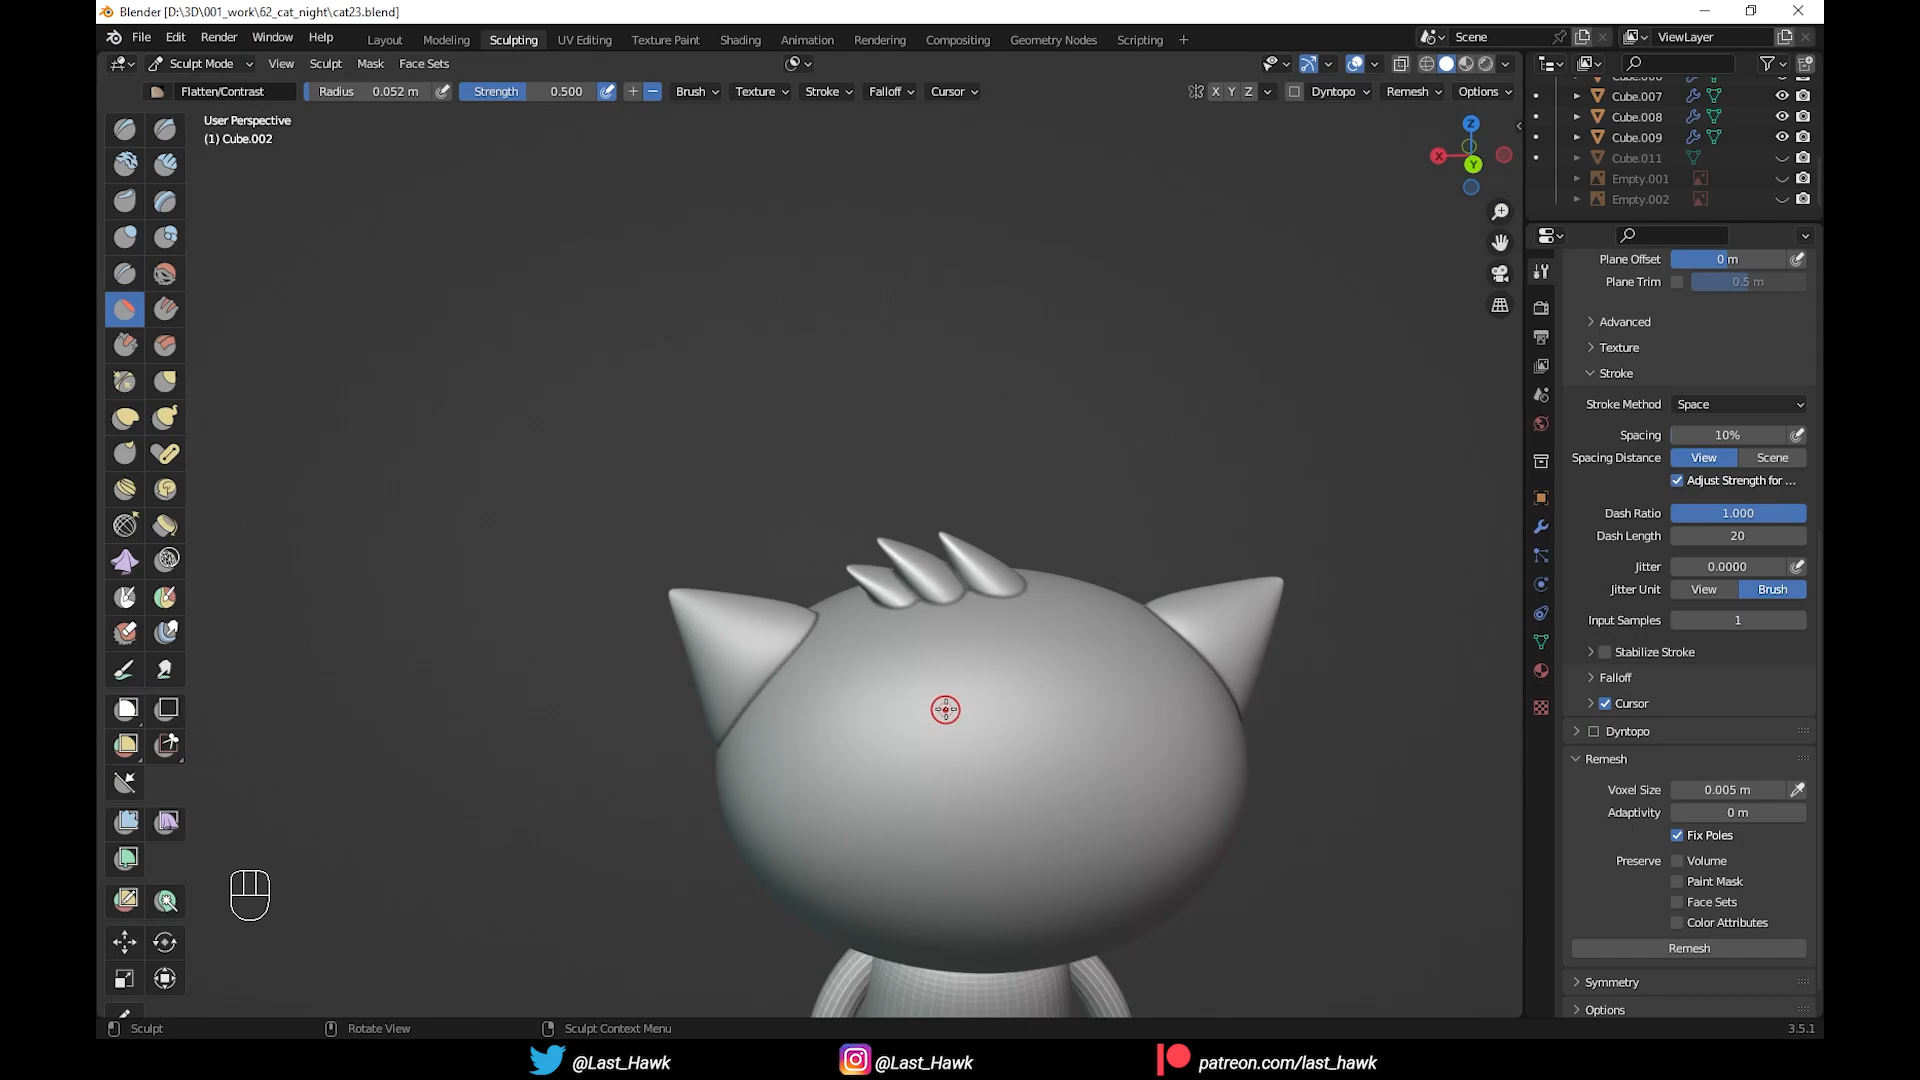 Blender [D:\3D\001_work\62_cat_night\cat23.blend]
File Edit Render Window Help Layout Modeling Sculpting UV Editing Texture Paint Shading Animation Rendering Compositing Geometry Nodes Scripting + Scene ViewLayer
Sculpt Mode View Sculpt Mask Face Sets
Flatten/Contrast Radius 0.052 m Strength 0.500 Brush Texture Stroke Falloff Cursor X Y Z Dyntopo Remesh Options
User Perspective
(1) Cube.002
Z
X
Y
Cube.007
Cube.008
Cube.009
Cube.011
Empty.001
Empty.002
Plane Offset 0 m
Plane Trim 0.5 m
Advanced
Texture
Stroke
Stroke Method Space
Spacing 10%
Spacing Distance View Scene
Adjust Strength for ...
Dash Ratio 1.000
Dash Length 20
Jitter 0.0000
Jitter Unit View Brush
Input Samples 1
Stabilize Stroke
Falloff
Cursor
Dyntopo
Remesh
Voxel Size 0.005 m
Adaptivity 0 m
Fix Poles
Preserve Volume
Paint Mask
Face Sets
Color Attributes
Remesh
Symmetry
Options
Sculpt Rotate View Sculpt Context Menu 3.5.1
@Last_Hawk @Last_Hawk patreon.com/last_hawk